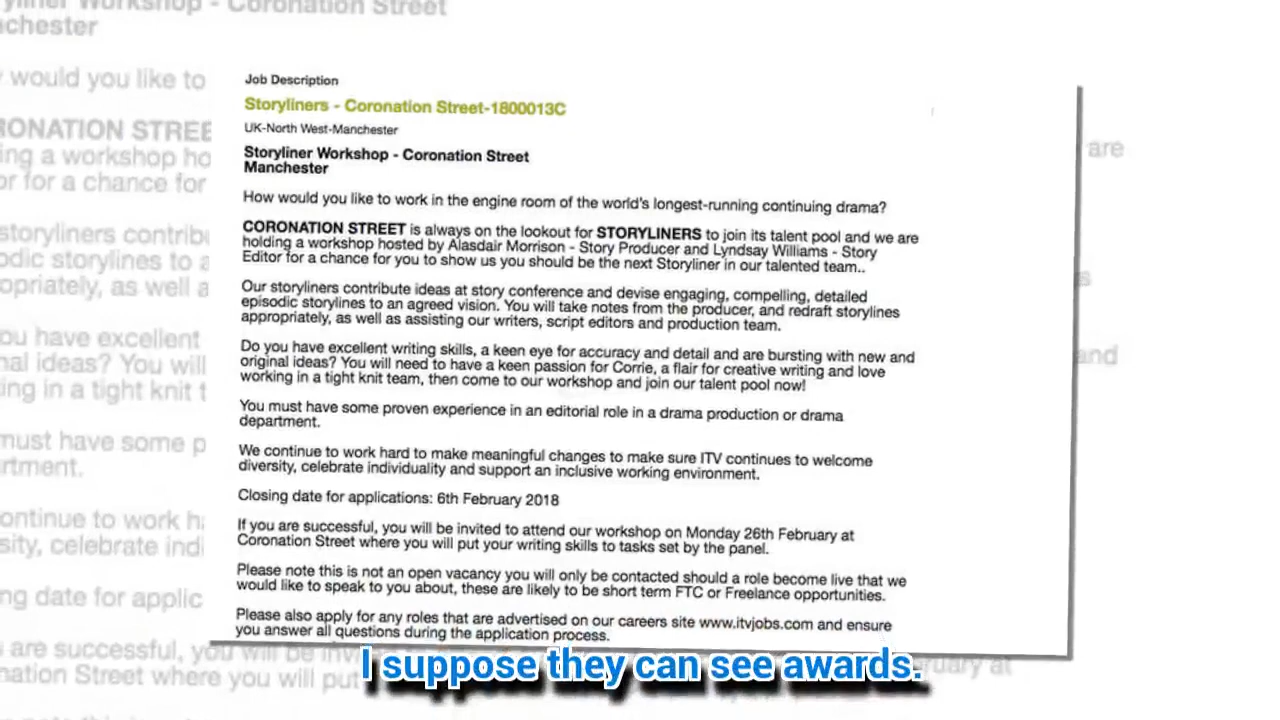 Job Description
Storyliners - Coronation Street-1800013C
UK-North West-Manchester
Storyliner Workshop - Coronation Street
Manchester
How would you like to work in the engine room of the world's longest-running continuing drama?
CORONATION STREET is always on the lookout for STORYLINERS to join its talent pool and we are
holding a workshop hosted by Alasdair Morrison - Story Producer and Lyndsay Williams - Story
Editor for a chance for you to show us you should be the next Storyliner in our talented team..
Our storyliners contribute ideas at story conference and devise engaging, compelling, detailed
episodic storylines to an agreed vision. You will take notes from the producer, and redraft storylines
appropriately, as well as assisting our writers, script editors and production team.
Do you have excellent writing skills, a keen eye for accuracy and detail and are bursting with new and
original ideas? You will need to have a keen passion for Corrie, a flair for creative writing and love
working in a tight knit team, then come to our workshop and join our talent pool now!
You must have some proven experience in an editorial role in a drama production or drama
department.
We continue to work hard to make meaningful changes to make sure ITV continues to welcome
diversity, celebrate individuality and support an inclusive working environment.
Closing date for applications: 6th February 2018
If you are successful, you will be invited to attend our workshop on Monday 26th February at
Coronation Street where you will put your writing skills to tasks set by the panel.
Please note this is not an open vacancy you will only be contacted should a role become live that we
would like to speak to you about, these are likely to be short term FTC or Freelance opportunities.
Please also apply for any roles that are advertised on our careers site www.itvjobs.com and ensure
you answer all questions during the application process.
I suppose they can see awards.